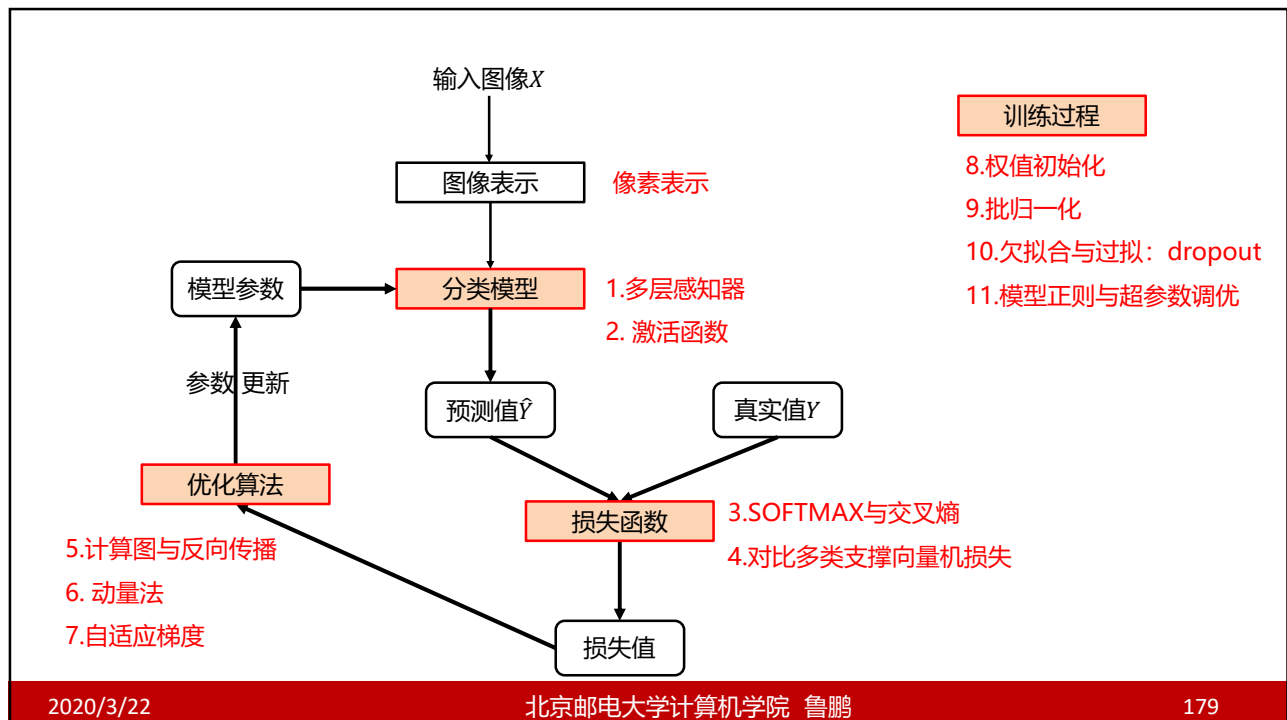 输入图像X
训练过程
图像表示
像素表示
8.权值初始化
9.批归一化
10.欠拟合与过拟：dropout
11.模型正则与超参数调优
模型参数
分类模型
1.多层感知器
2. 激活函数
参数 更新
预测值Ŷ
真实值Y
优化算法
损失函数
3.SOFTMAX与交叉熵
4.对比多类支撑向量机损失
5.计算图与反向传播
6. 动量法
7.自适应梯度
损失值
2020/3/22 北京邮电大学计算机学院 鲁鹏 179